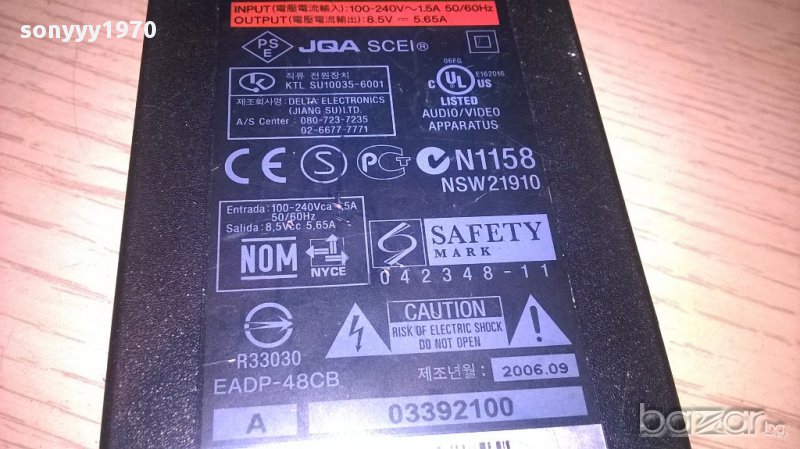 sonyyy1970
INPUT(電壓電流輸入):100-240V～1.5A 50/60Hz
OUTPUT(電壓電流輸出):8.5V⎓5.65A
PS
E
JQA SCEI®
06FG
UL®
C US
E162016
LISTED
AUDIO/VIDEO
APPARATUS
직류 전원장치
KTL SU10035-6001
제조회사명: DELTA ELECTRONICS
(JIANG SU)LTD.
A/S Center : 080-723-7235
02-6677-7771
CE S PCT N1158
NSW21910
Entrada:100-240Vca 1,5A
50/60Hz
Salida:8,5Vcc 5,65A
NOM
NYCE
S
SAFETY
MARK
042348-11
CAUTION
RISK OF ELECTRIC SHOCK
DO NOT OPEN
R33030
EADP-48CB
제조년월: 2006.09
A 03392100
bazar.bg